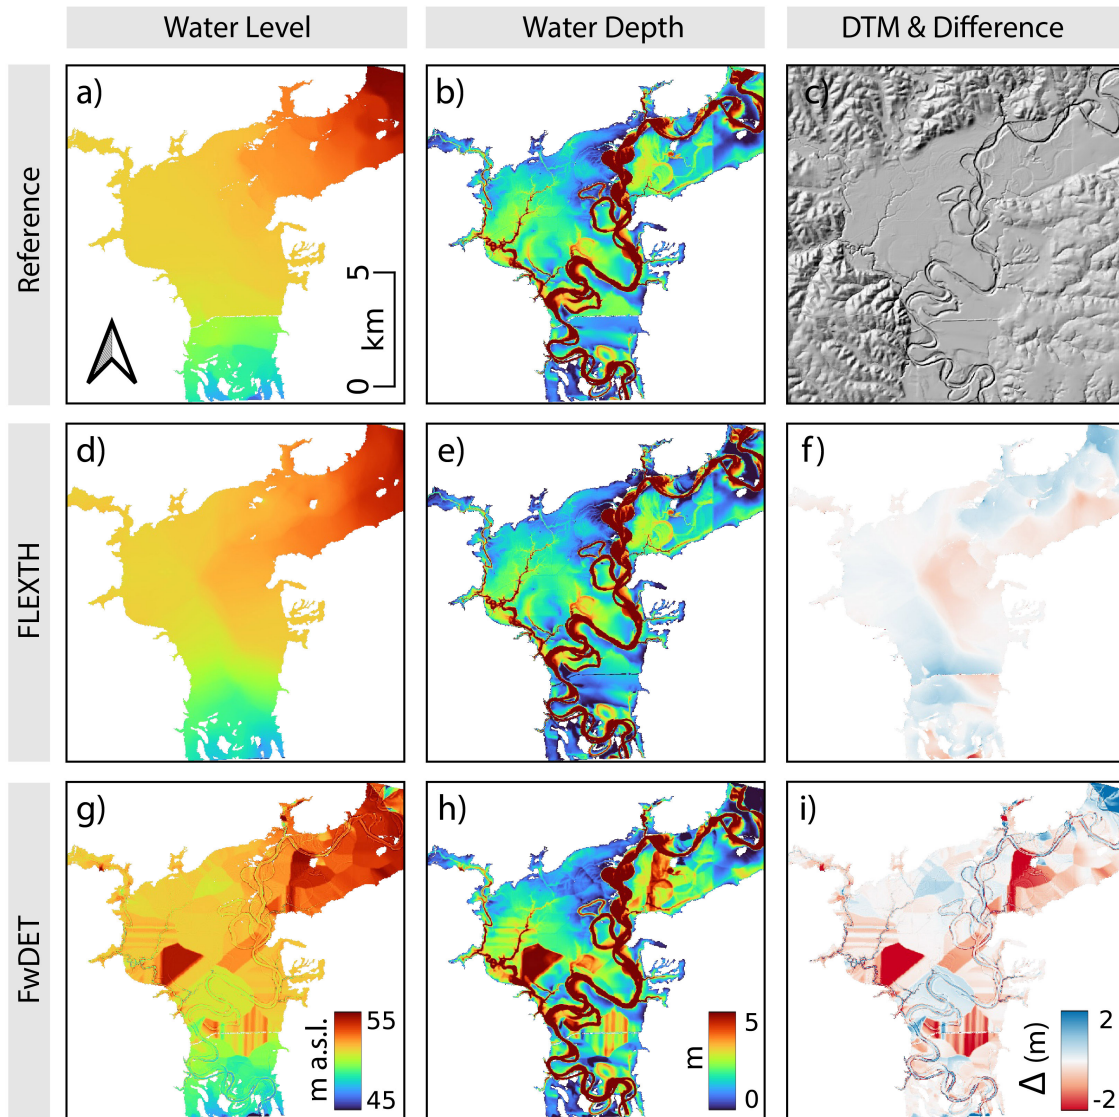 Water Level
Water Depth
DTM & Difference
Reference
a)
5
km
0
b)
c)
FLEXTH
d)
e)
f)
FwDET
g)
m a.s.l.
55
45
h)
m
5
0
i)
Δ (m)
2
-2